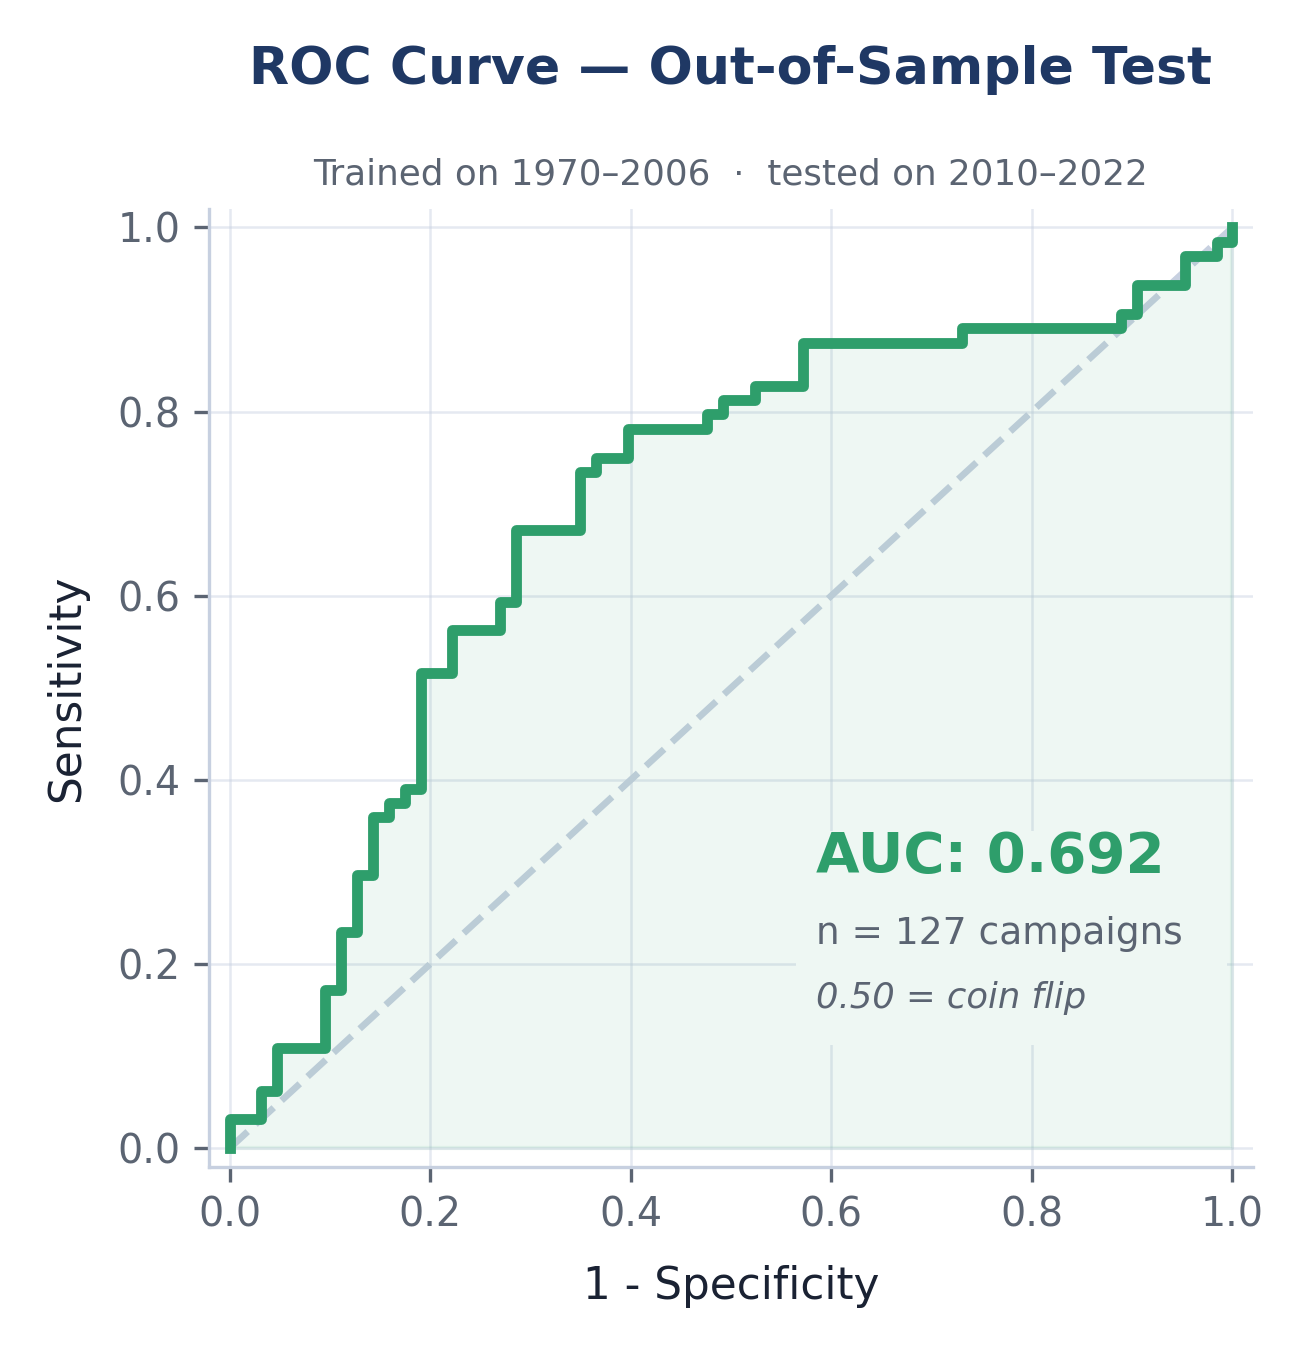 ROC Curve — Out-of-Sample Test
Trained on 1970–2006 · tested on 2010–2022
1.0
0.8
0.6
0.4
0.2
0.0
Sensitivity
AUC: 0.692
n = 127 campaigns
0.50 = coin flip
0.0 0.2 0.4 0.6 0.8 1.0
1 - Specificity